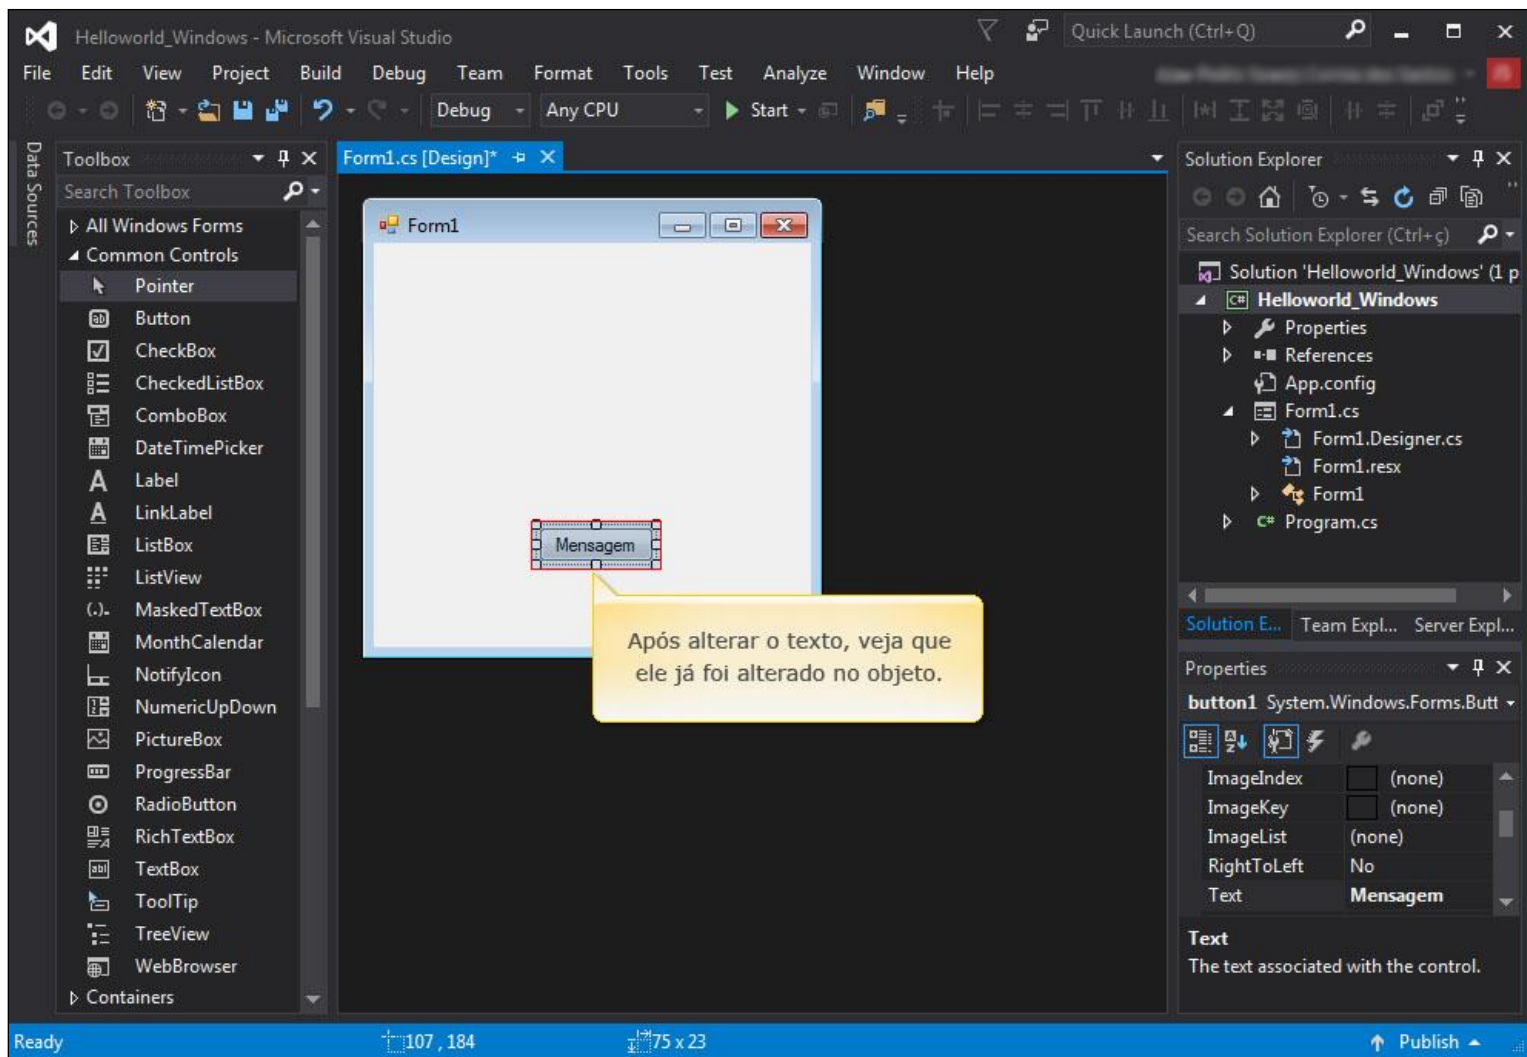 Helloworld_Windows - Microsoft Visual Studio
Quick Launch (Ctrl+Q)
File Edit View Project Build Debug Team Format Tools Test Analyze Window Help
Debug Any CPU Start
Data Sources
Toolbox
Search Toolbox
All Windows Forms
Common Controls
Pointer
Button
CheckBox
CheckedListBox
ComboBox
DateTimePicker
Label
LinkLabel
ListBox
ListView
MaskedTextBox
MonthCalendar
NotifyIcon
NumericUpDown
PictureBox
ProgressBar
RadioButton
RichTextBox
TextBox
ToolTip
TreeView
WebBrowser
Containers
Form1.cs [Design]*
Form1
Mensagem
Após alterar o texto, veja que
ele já foi alterado no objeto.
Solution Explorer
Search Solution Explorer (Ctrl+ç)
Solution 'Helloworld_Windows' (1 p
Helloworld_Windows
Properties
References
App.config
Form1.cs
Form1.Designer.cs
Form1.resx
Form1
Program.cs
Solution E... Team Expl... Server Expl...
Properties
button1 System.Windows.Forms.Butt
ImageIndex (none)
ImageKey (none)
ImageList (none)
RightToLeft No
Text Mensagem
Text
The text associated with the control.
Ready 107 , 184 75 x 23 Publish